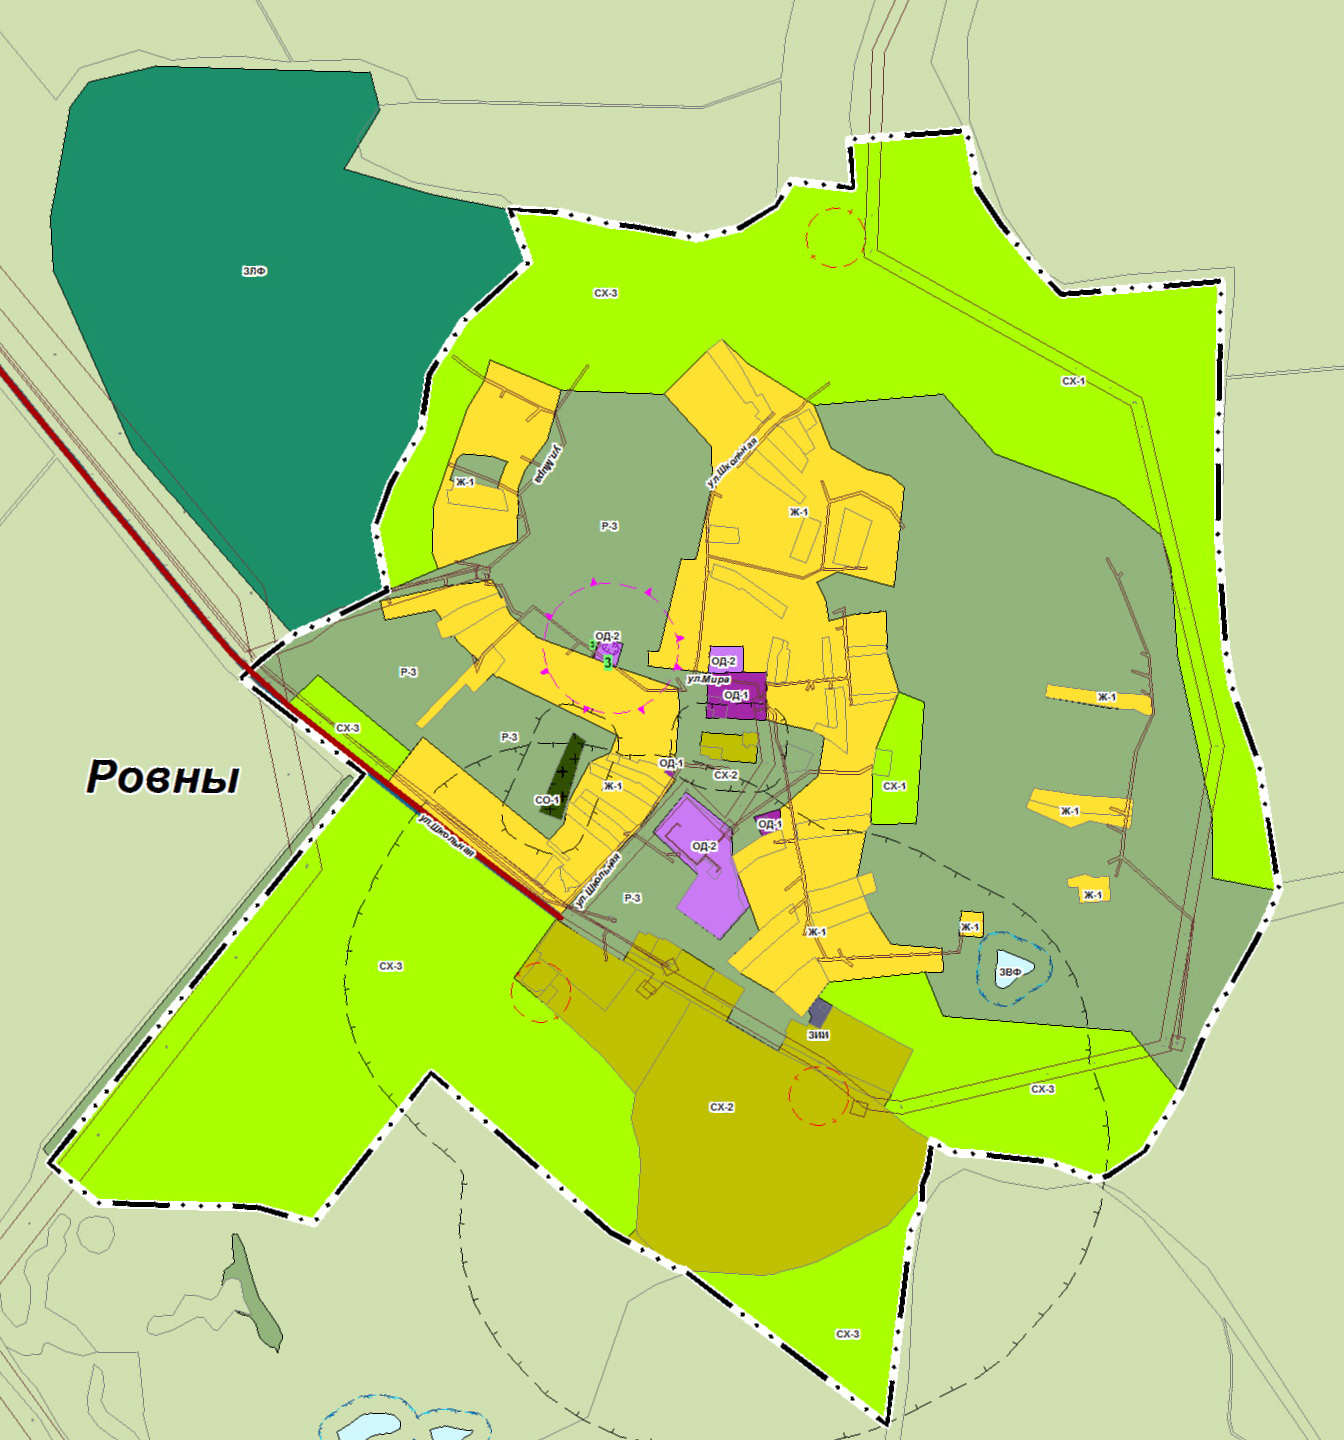 ЗЛФ
СХ-3
СХ-1
ул.Мира
ул.Школьная
Ж-1
Ж-1
Р-3
ОД-2
3
3
ОД-2
Р-3
ул.Мира
ОД-1
Ж-1
СХ-3
Р-3
ОД-1
СХ-2
Ровны
Ж-1
СХ-1
СО-1
Ж-1
ОД-1
ул.Школьная
ОД-2
ул.Школьная
Р-3
Ж-1
Ж-1
Ж-1
СХ-3
ЗВФ
ЗИИ
СХ-3
СХ-2
СХ-3